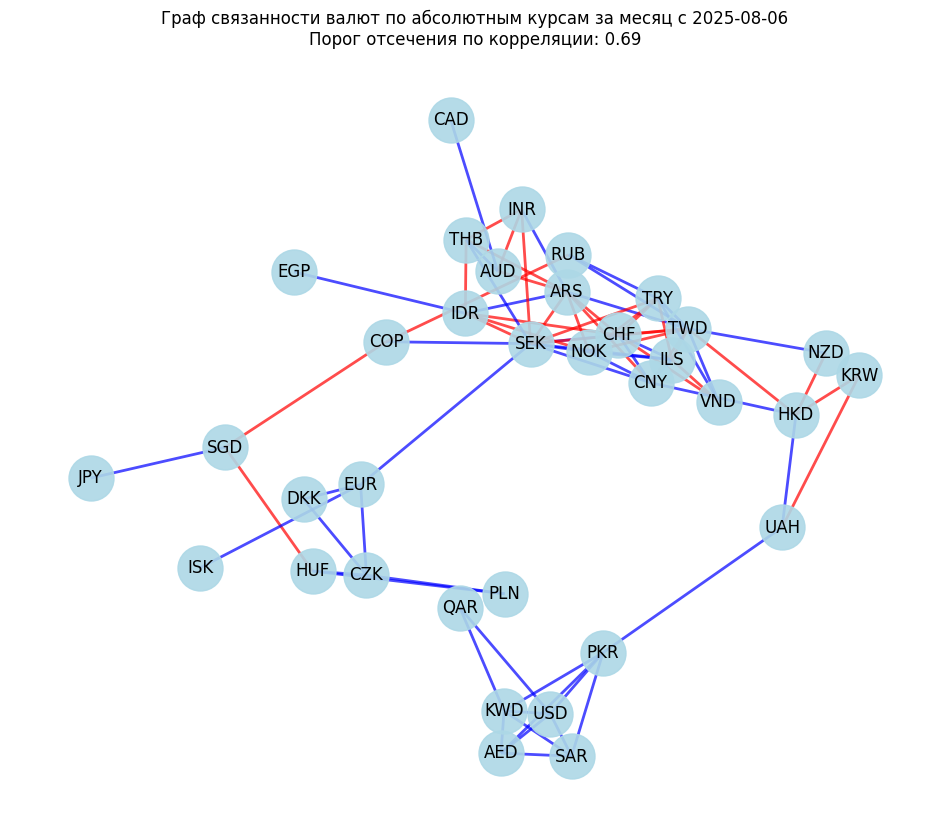 Граф связанности валют по абсолютным курсам за месяц с 2025-08-06
Порог отсечения по корреляции: 0.69
CAD
INR
THB
RUB
AUD
EGP
ARS
TRY
IDR
TWD
CHF
COP
SEK
NOK
ILS
NZD
KRW
CNY
VND
HKD
SGD
JPY
EUR
DKK
UAH
ISK
HUF
CZK
PLN
QAR
PKR
KWD
USD
AED
SAR